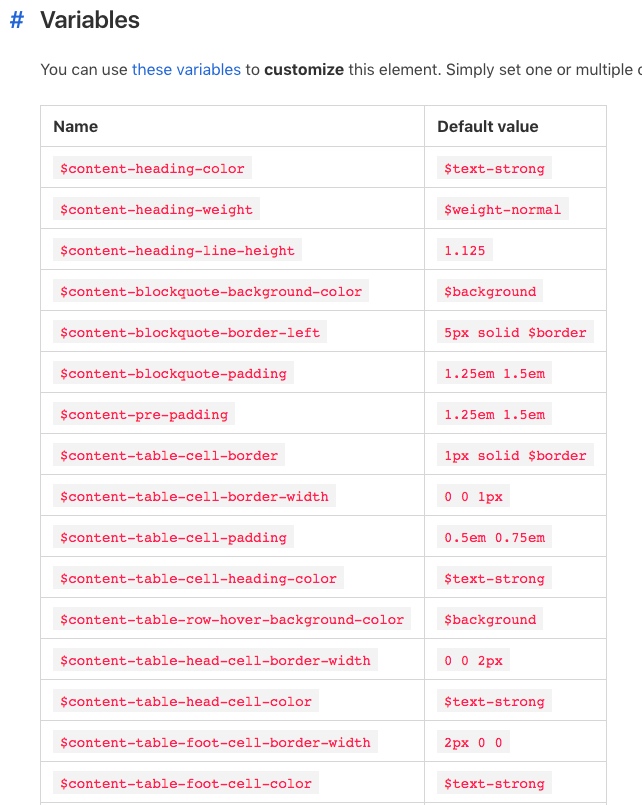 # Variables
You can use these variables to customize this element. Simply set one or multiple
Name Default value
$content-heading-color $text-strong
$content-heading-weight $weight-normal
$content-heading-line-height 1.125
$content-blockquote-background-color $background
$content-blockquote-border-left 5px solid $border
$content-blockquote-padding 1.25em 1.5em
$content-pre-padding 1.25em 1.5em
$content-table-cell-border 1px solid $border
$content-table-cell-border-width 0 0 1px
$content-table-cell-padding 0.5em 0.75em
$content-table-cell-heading-color $text-strong
$content-table-row-hover-background-color $background
$content-table-head-cell-border-width 0 0 2px
$content-table-head-cell-color $text-strong
$content-table-foot-cell-border-width 2px 0 0
$content-table-foot-cell-color $text-strong